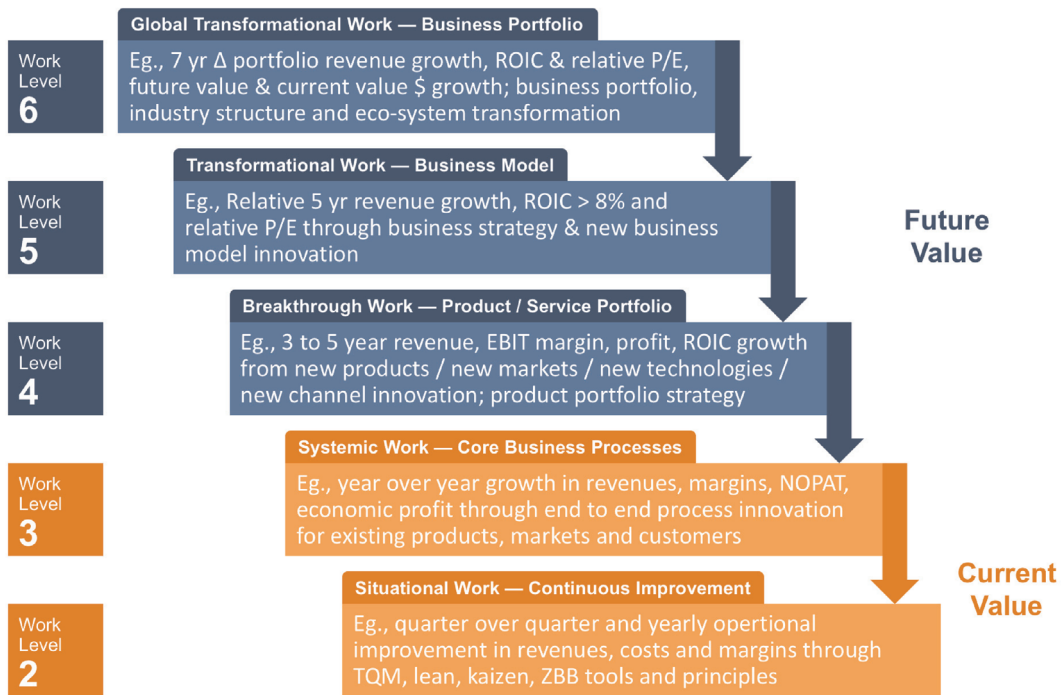 Global Transformational Work — Business Portfolio
Work
Level
6
Eg., 7 yr Δ portfolio revenue growth, ROIC & relative P/E,
future value & current value $ growth; business portfolio,
industry structure and eco-system transformation
Transformational Work — Business Model
Work
Level
5
Eg., Relative 5 yr revenue growth, ROIC > 8% and
relative P/E through business strategy & new business
model innovation
Future
Value
Breakthrough Work — Product / Service Portfolio
Work
Level
4
Eg., 3 to 5 year revenue, EBIT margin, profit, ROIC growth
from new products / new markets / new technologies /
new channel innovation; product portfolio strategy
Systemic Work — Core Business Processes
Work
Level
3
Eg., year over year growth in revenues, margins, NOPAT,
economic profit through end to end process innovation
for existing products, markets and customers
Current
Value
Situational Work — Continuous Improvement
Work
Level
2
Eg., quarter over quarter and yearly opertional
improvement in revenues, costs and margins through
TQM, lean, kaizen, ZBB tools and principles